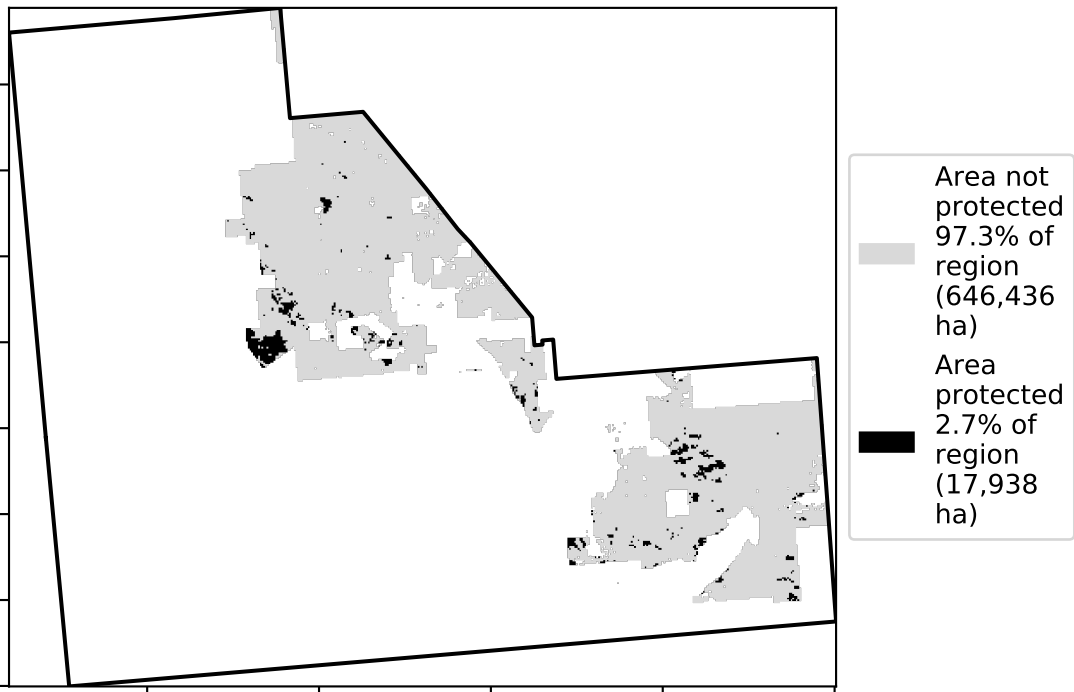 Area not
protected
97.3% of
region
(646,436
ha)
Area
protected
2.7% of
region
(17,938
ha)